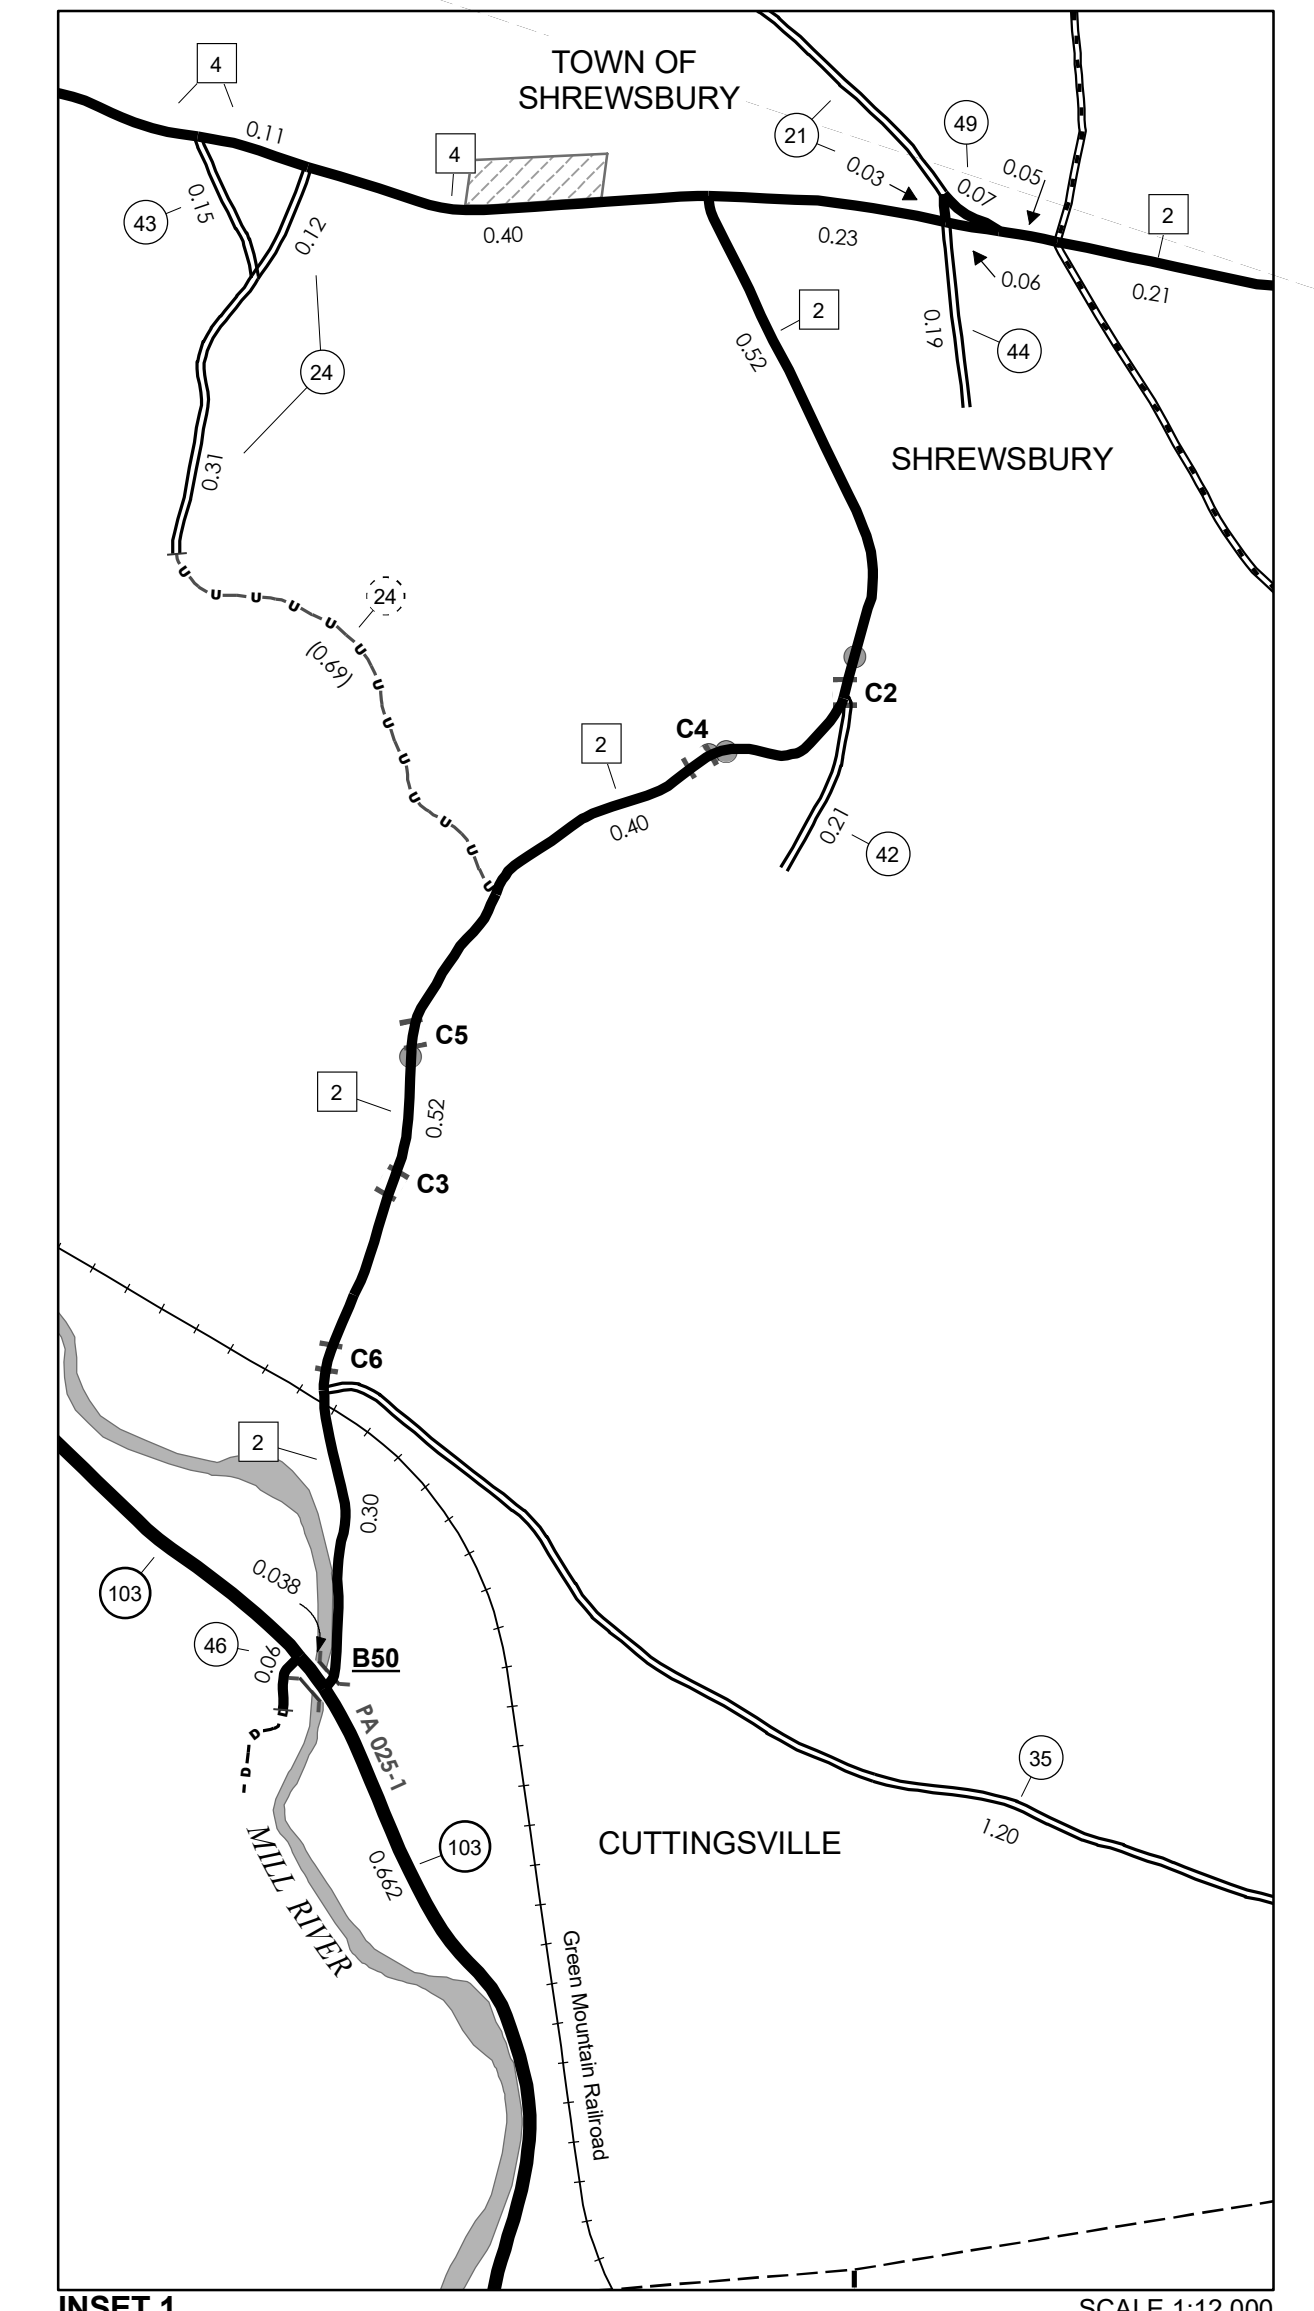 TOWN OF
SHREWSBURY
4
0.11
4
21
49
0.03
0.07
0.05
2
43
0.15
0.12
0.40
0.23
0.06
0.21
2
0.52
0.19
44
24
SHREWSBURY
0.31
U U U U U U U U U U U U U
24
(0.69)
C2
C4
2
0.40
0.21
42
C5
2
0.52
C3
C6
2
0.30
103
0.038
46
0.06
B50
D D D
PA 025-1
35
1.20
103
CUTTINGSVILLE
0.662
MILL RIVER
Green Mountain Railroad
INSET 1
SCALE 1:12,000